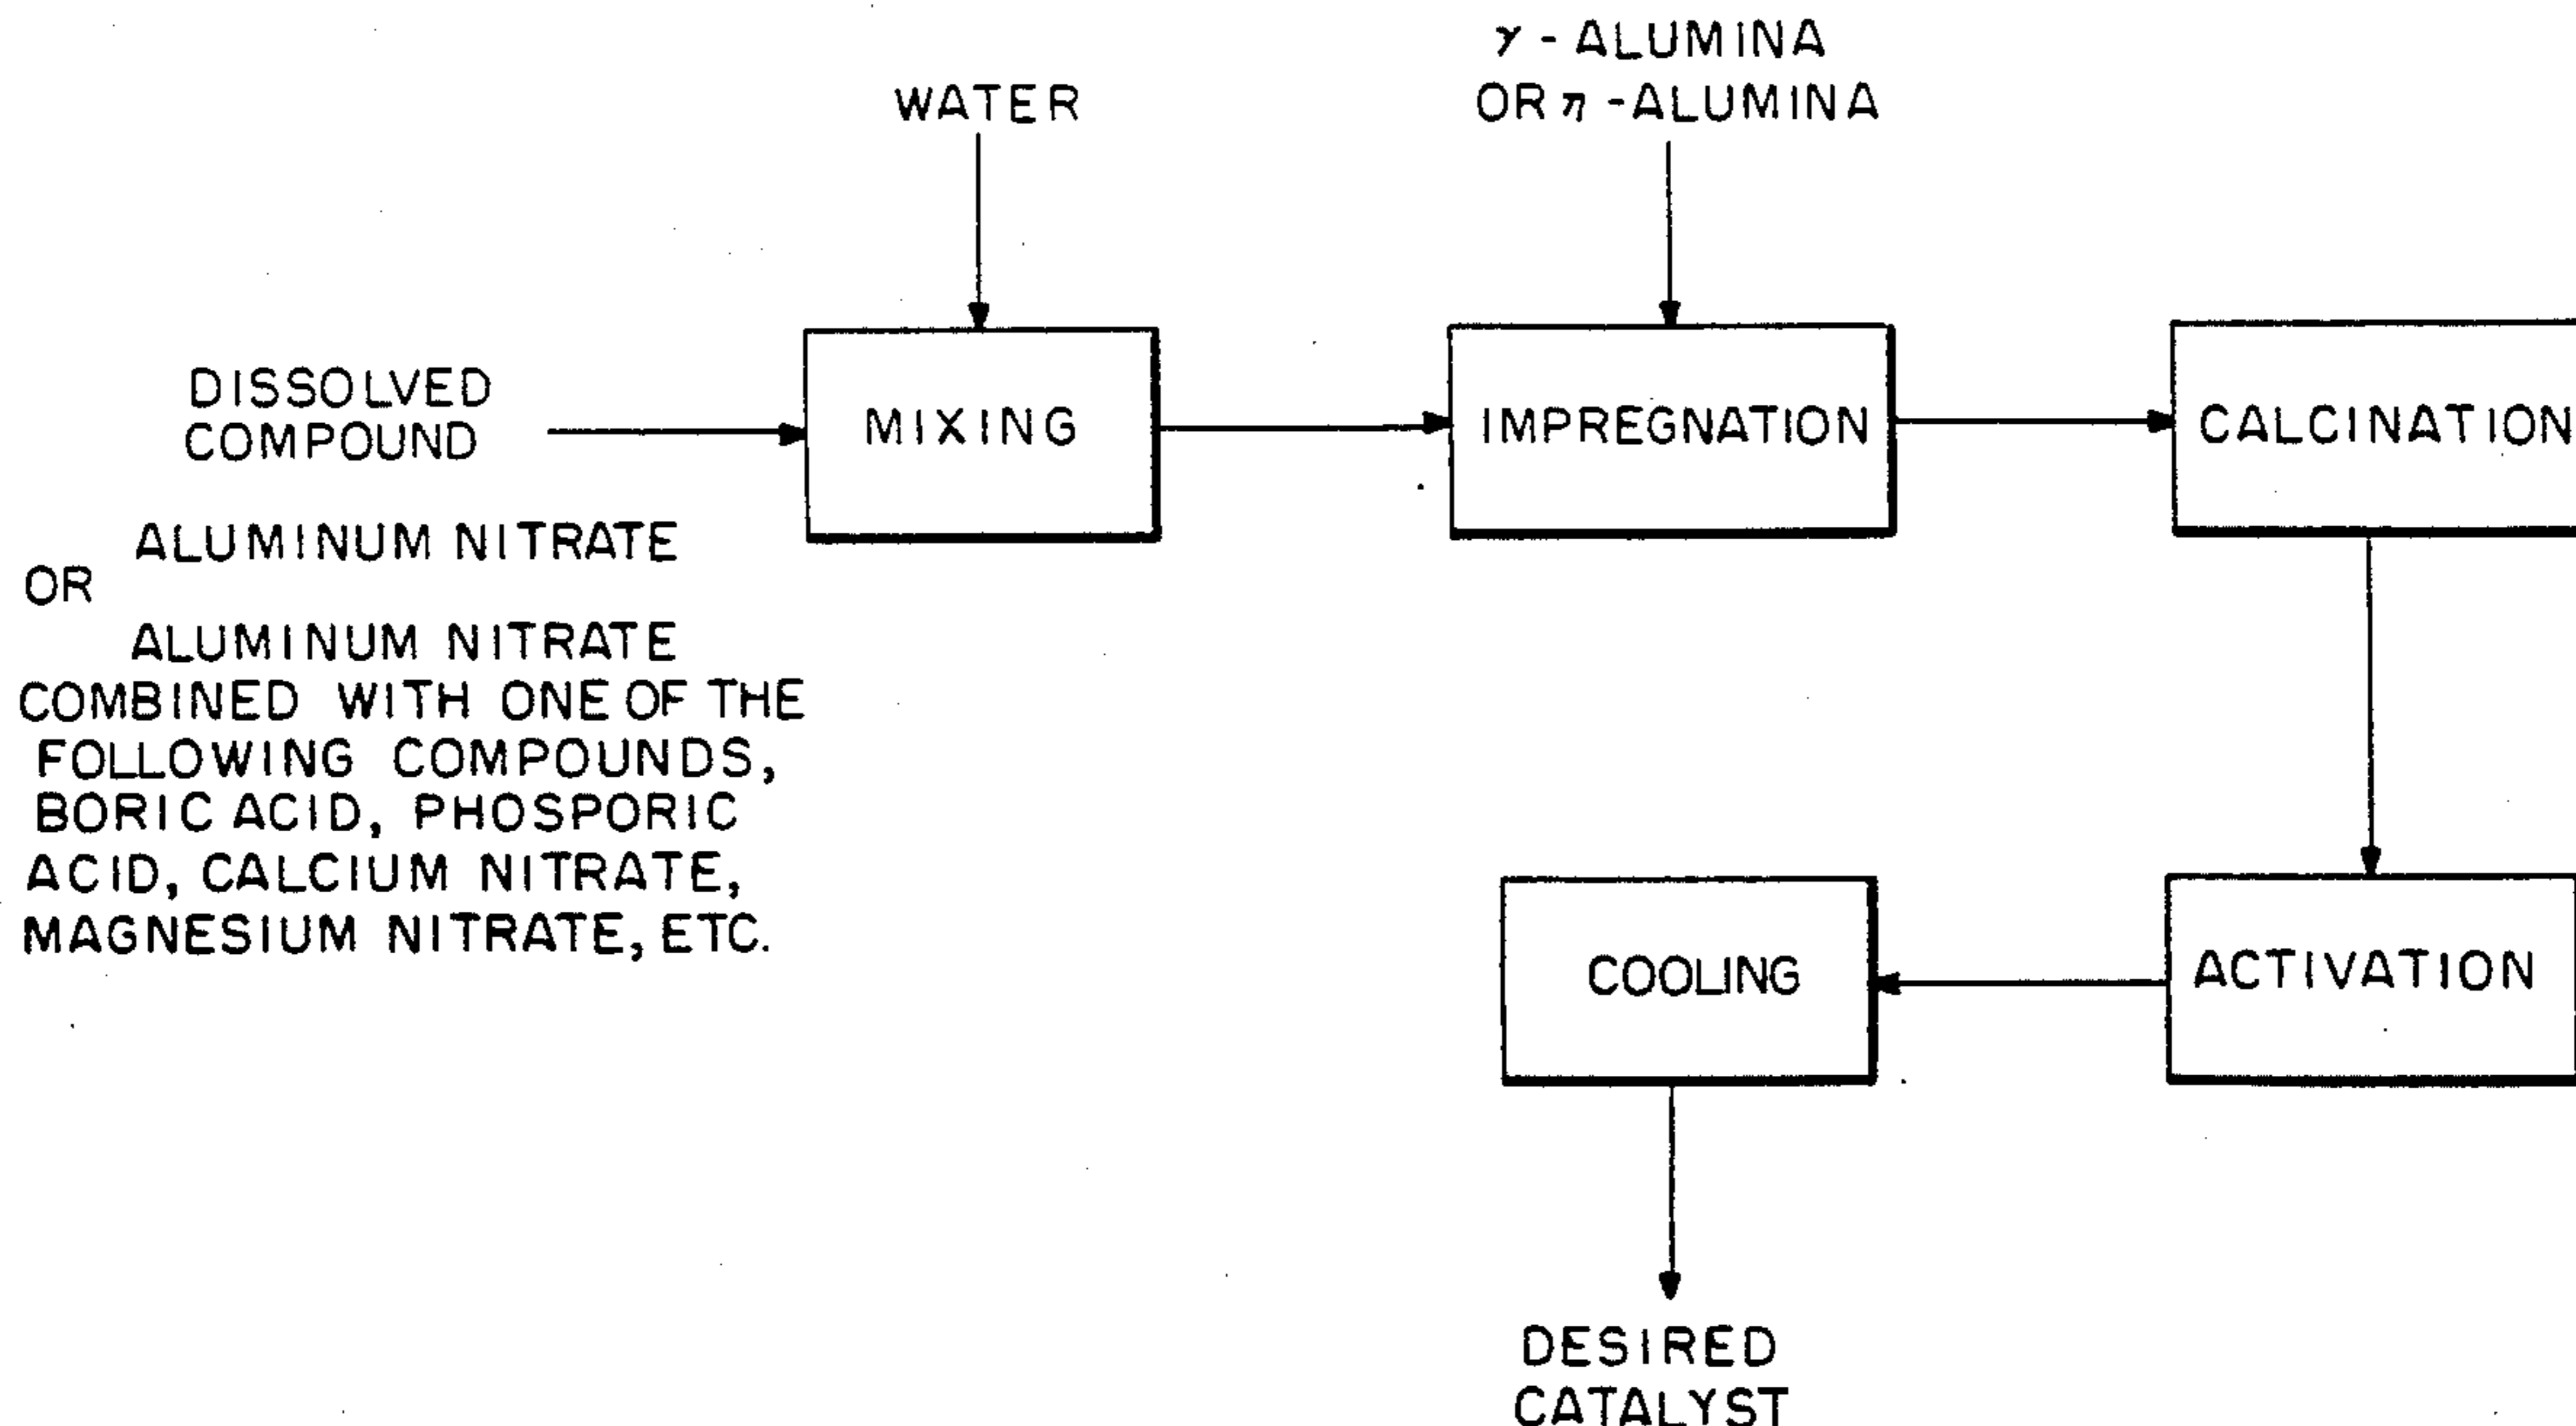 γ - ALUMINA
OR η -ALUMINA
WATER
DISSOLVED
COMPOUND
MIXING
IMPREGNATION
CALCINATION
ALUMINUM NITRATE
OR
ALUMINUM NITRATE
COMBINED WITH ONE OF THE
FOLLOWING COMPOUNDS,
BORIC ACID, PHOSPORIC
ACID, CALCIUM NITRATE,
MAGNESIUM NITRATE, ETC.
COOLING
ACTIVATION
DESIRED
CATALYST